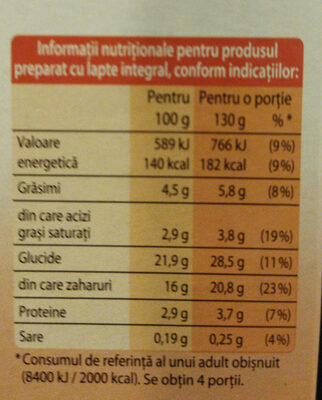 Informații nutriționale pentru produsul
preparat cu lapte integral, conform indicațiilor:
Pentru Pentru o porție
100 g 130 g %*
Valoare 589 kJ 766 kJ (9%)
energetică 140 kcal 182 kcal (9%)
Grăsimi 4,5 g 5,8 g (8%)
din care acizi
grași saturați 2,9 g 3,8 g (19%)
Glucide 21,9 g 28,5 g (11%)
din care zaharuri 16 g 20,8 g (23%)
Proteine 2,9 g 3,7 g (7%)
Sare 0,19 g 0,25 g (4%)
*Consumul de referință al unui adult obișnuit
(8400 kJ / 2000 kcal). Se obțin 4 porții.